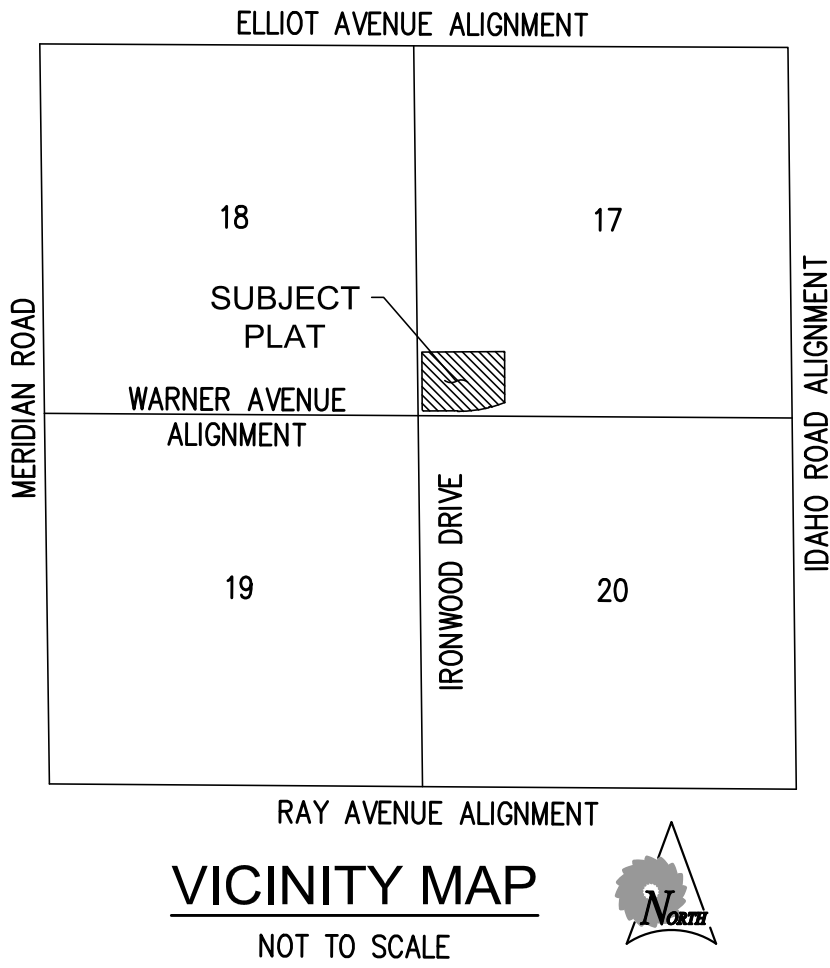 ELLIOT AVENUE ALIGNMENT
18
17
SUBJECT
PLAT
MERIDIAN ROAD
WARNER AVENUE
ALIGNMENT
IDAHO ROAD ALIGNMENT
IRONWOOD DRIVE
19
20
RAY AVENUE ALIGNMENT
VICINITY MAP
NOT TO SCALE
NORTH